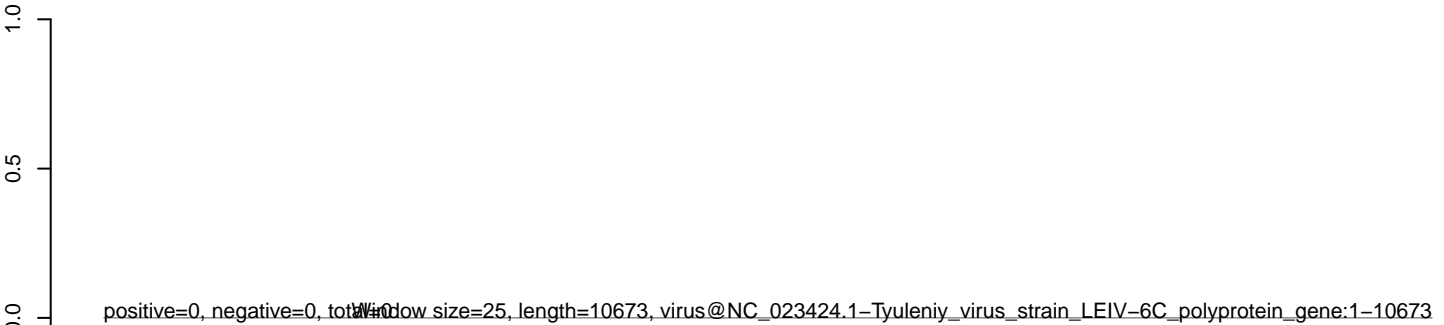 1.0
0.5
0.0
positive=0, negative=0, total=0
Window size=25, length=10673, virus@NC_023424.1−Tyuleniy_virus_strain_LEIV−6C_polyprotein_gene:1−10673